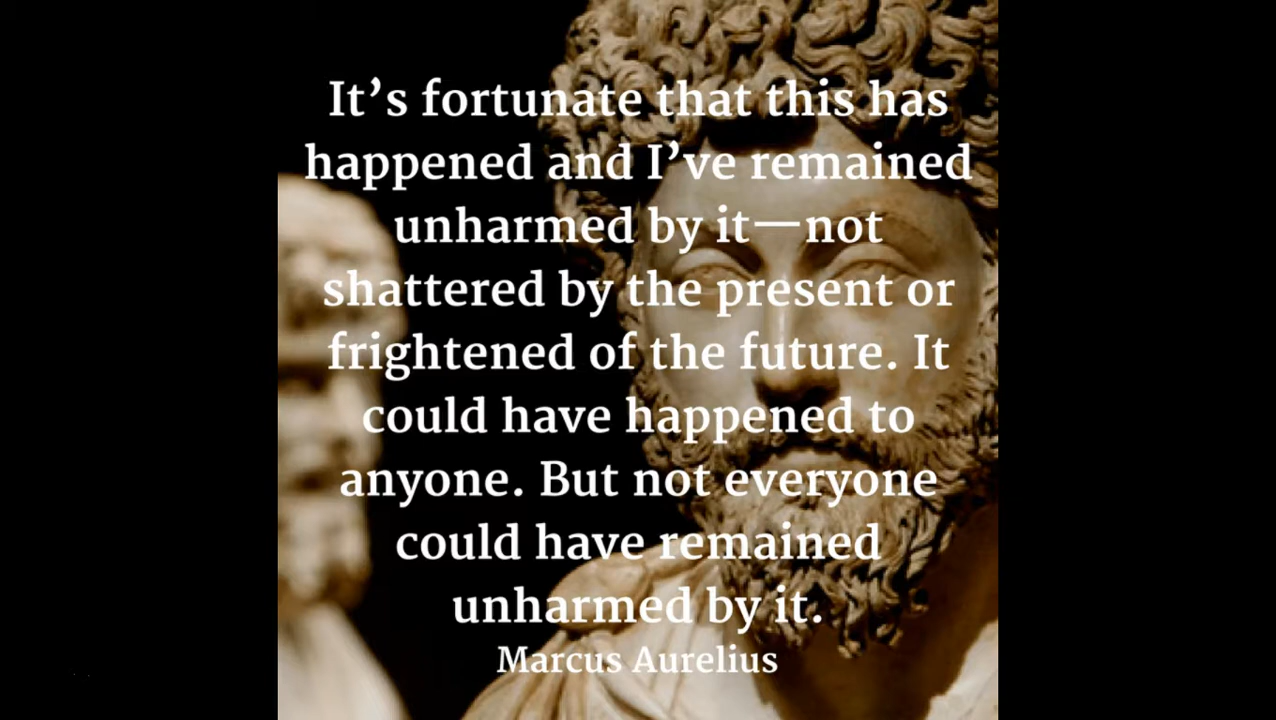 It’s fortunate that this has
happened and I’ve remained
unharmed by it—not
shattered by the present or
frightened of the future. It
could have happened to
anyone. But not everyone
could have remained
unharmed by it.
Marcus Aurelius